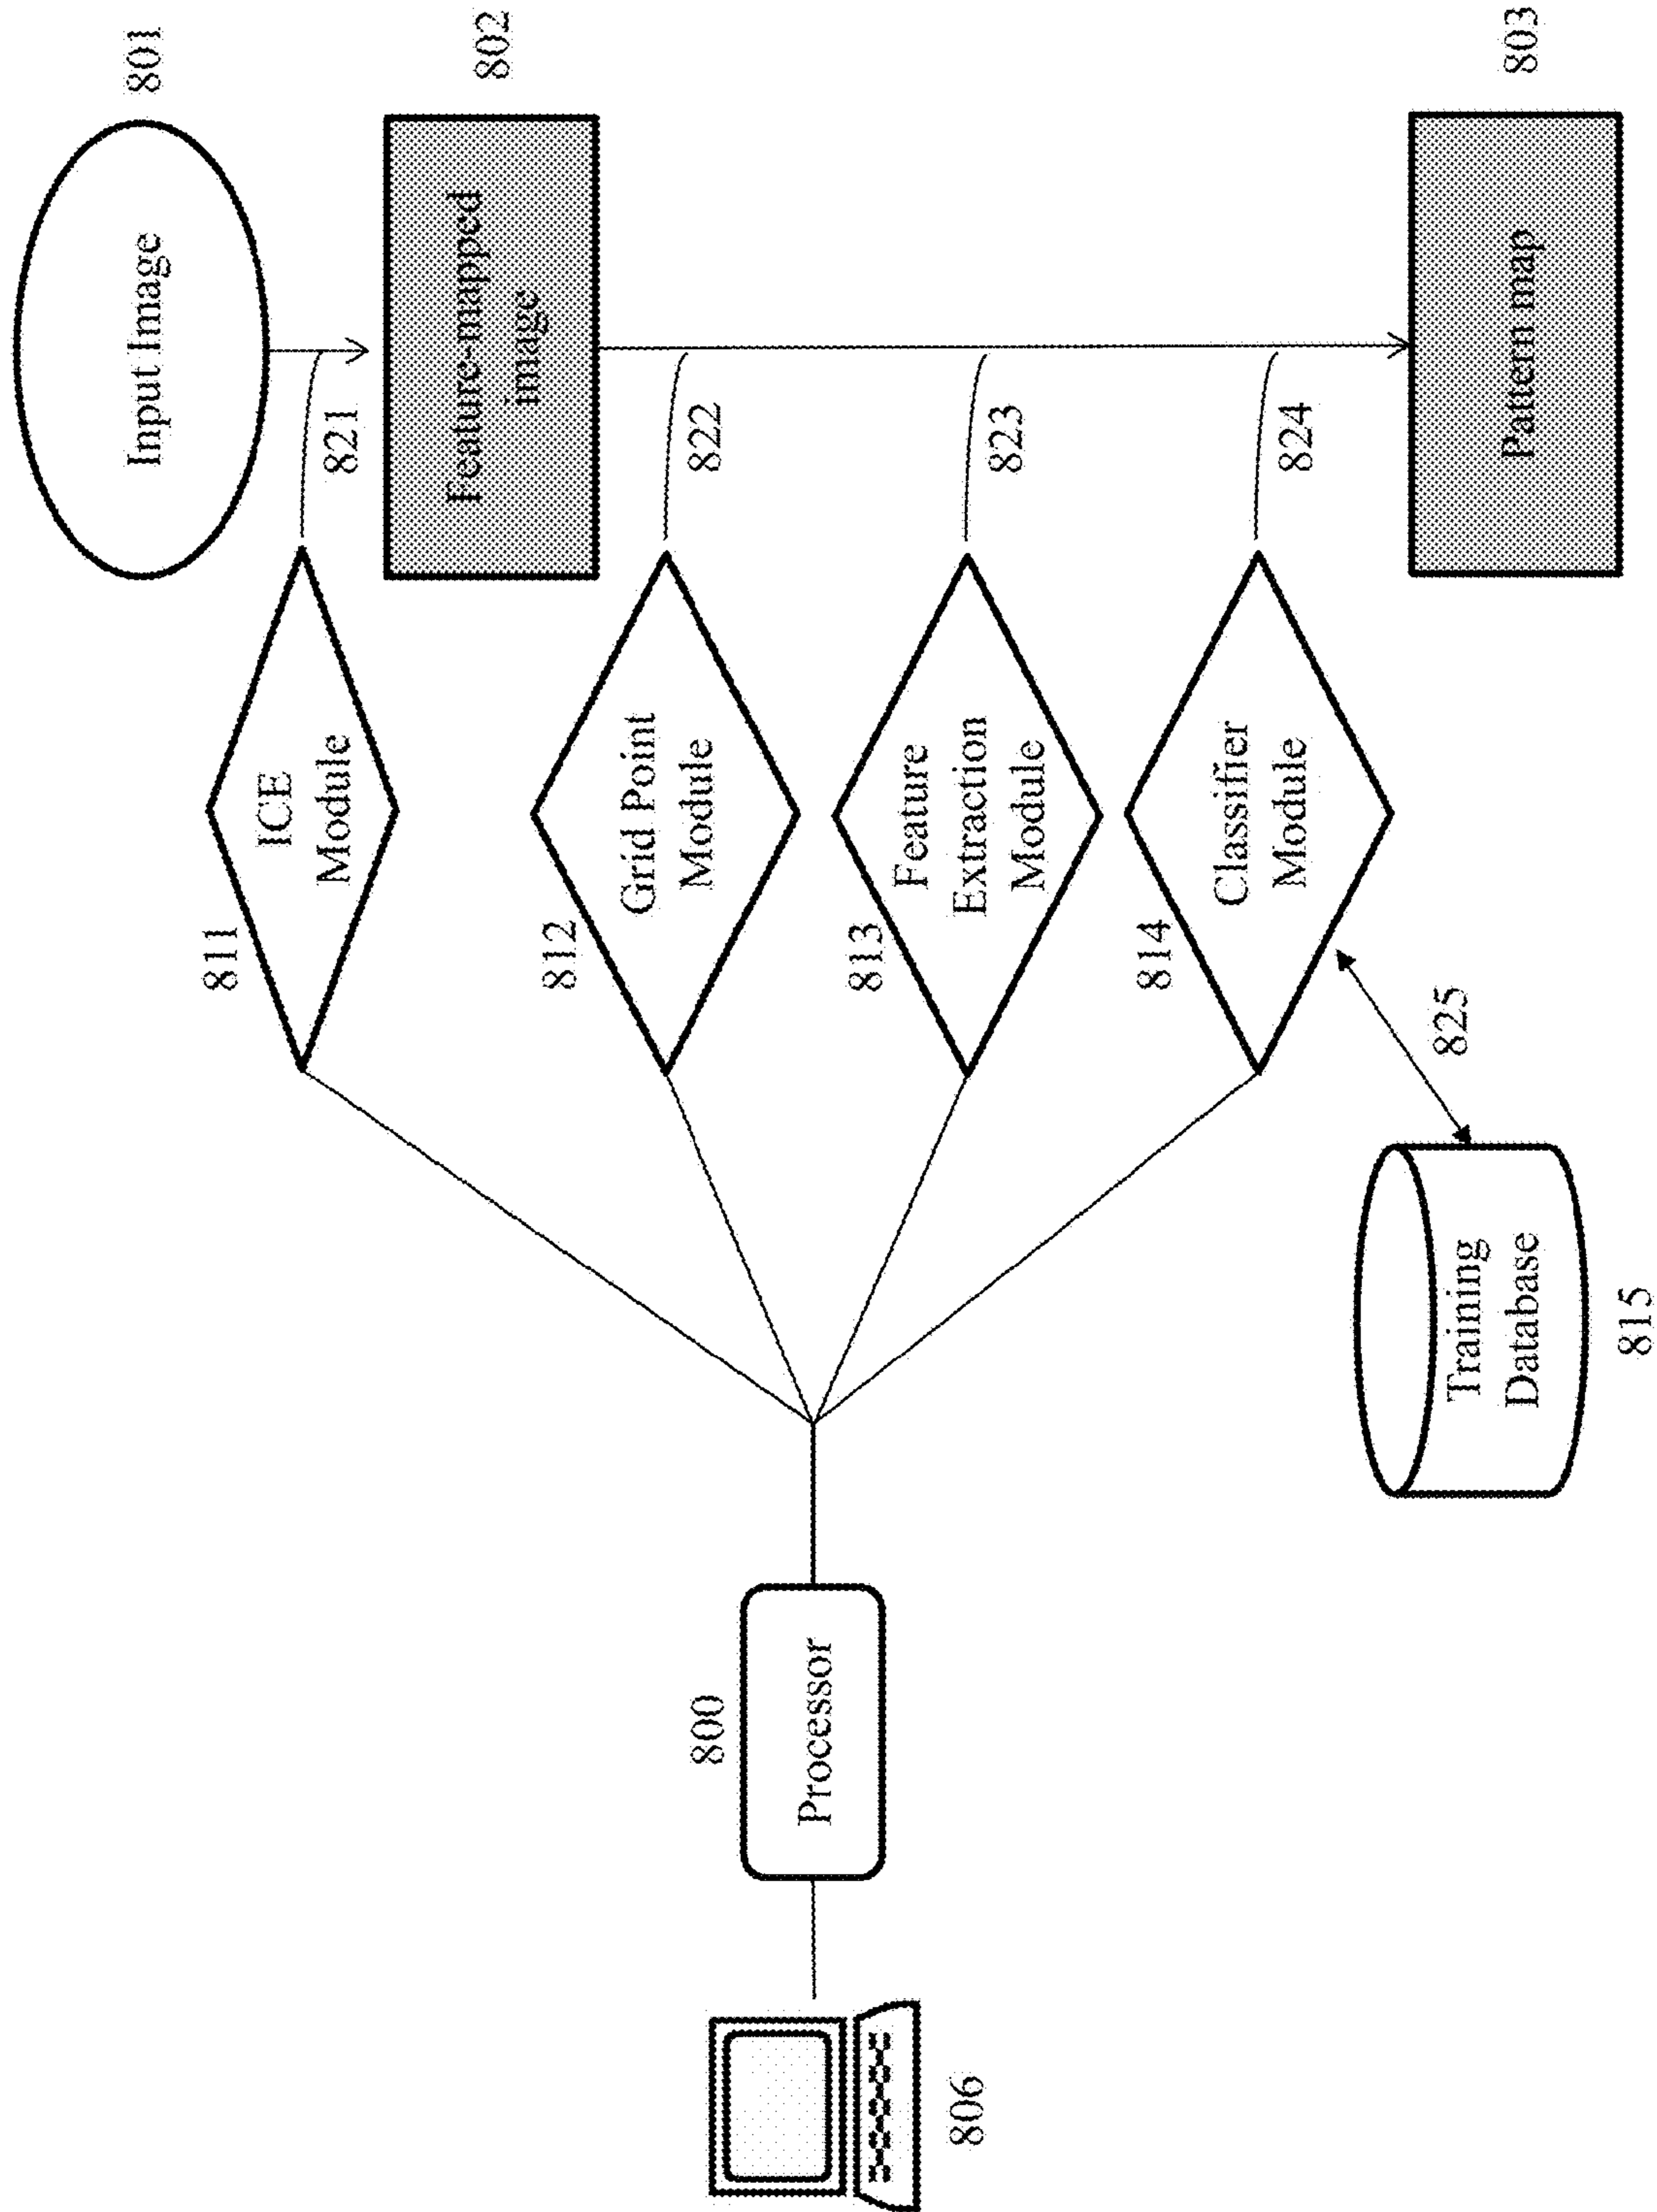 801
Input Image
821
802
Feature-mapped
image
811
ICE
Module
822
812
Grid Point
Module
823
813
Feature
Extraction
Module
824
814
Classifier
Module
825
803
Pattern map
800
Processor
806
Training
Database
815